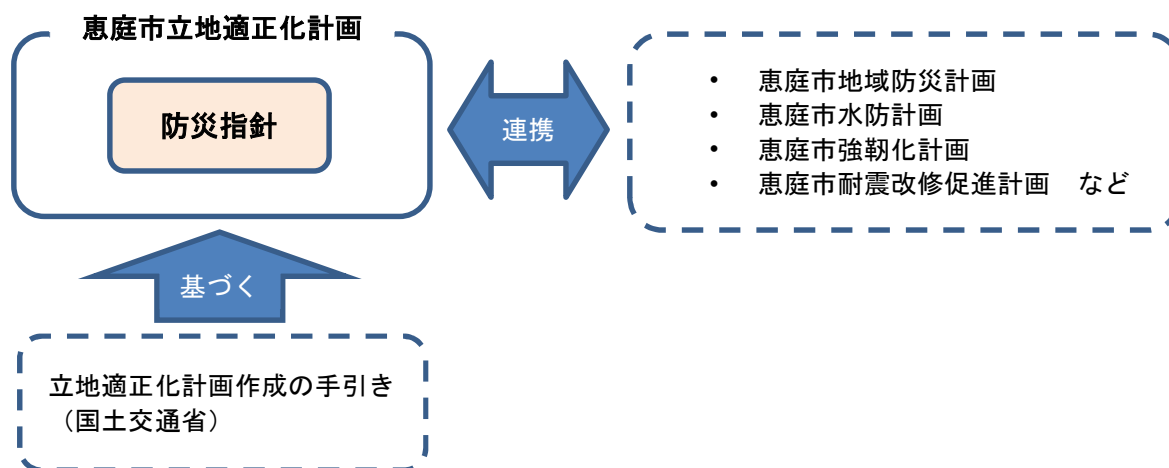 恵庭市立地適正化計画
防災指針
連携
• 恵庭市地域防災計画
• 恵庭市水防計画
• 恵庭市強靭化計画
• 恵庭市耐震改修促進計画　など
基づく
立地適正化計画作成の手引き
（国土交通省）